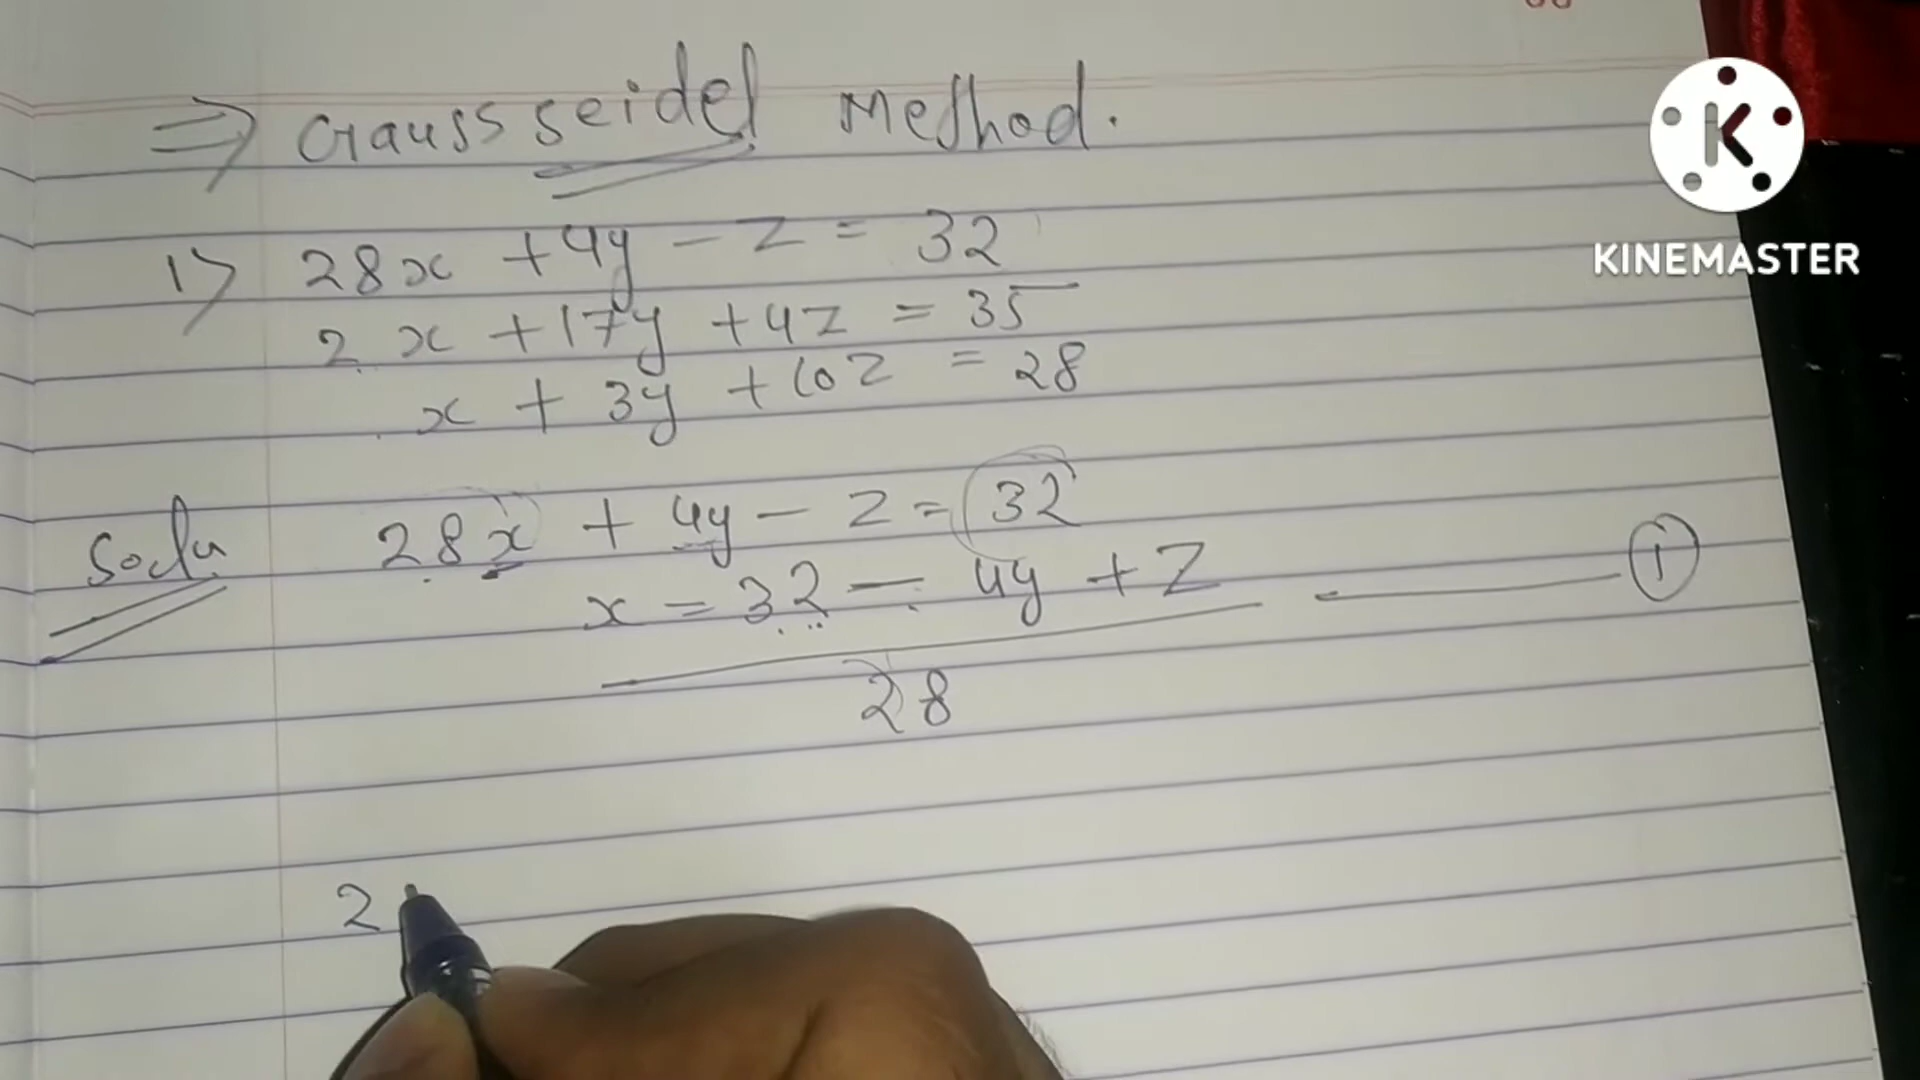 ⇒ Gauss seidel Method.
1> 28x + 4y - z = 32
2x + 17y + 4z = 35
x + 3y + 10z = 28
Soln 28x + 4y - z = 32
x = 32 - 4y + z ——— ①
28
2
K
KINEMASTER